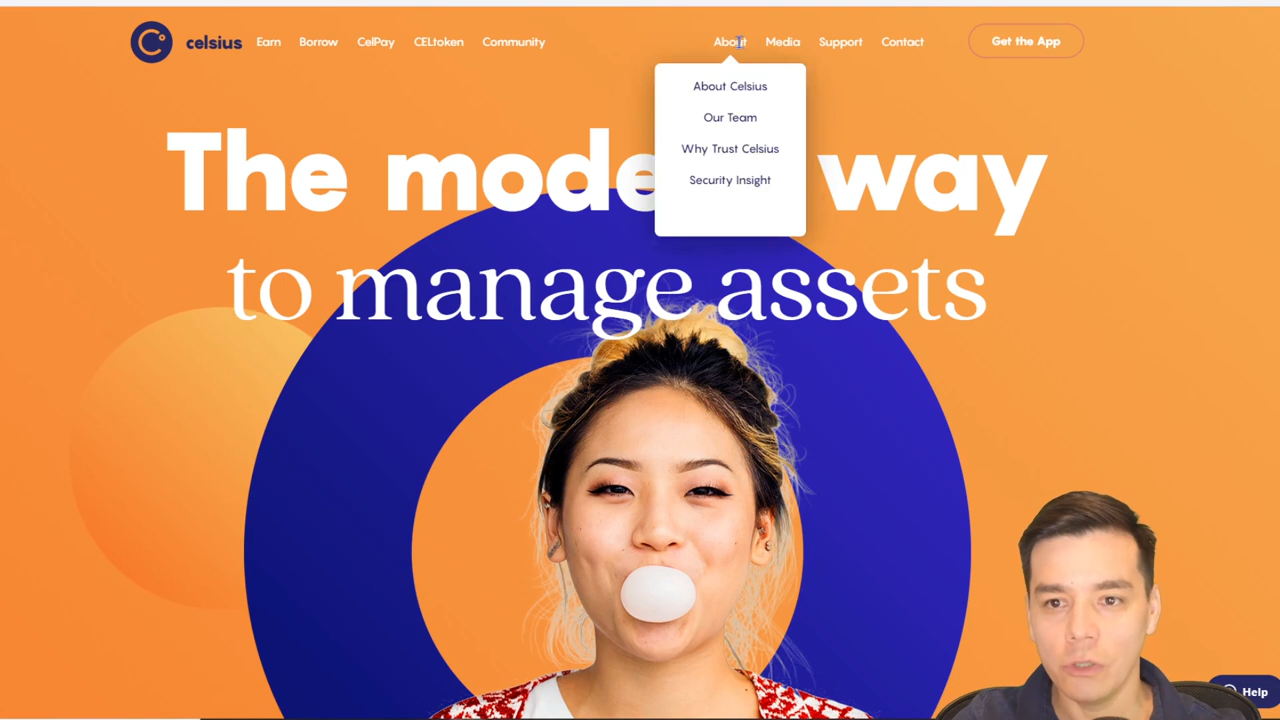 celsius Earn Borrow CelPay CELtoken Community About Media Support Contact Get the App
About Celsius
Our Team
Why Trust Celsius
Security Insight
The mode way
to manage assets
Help